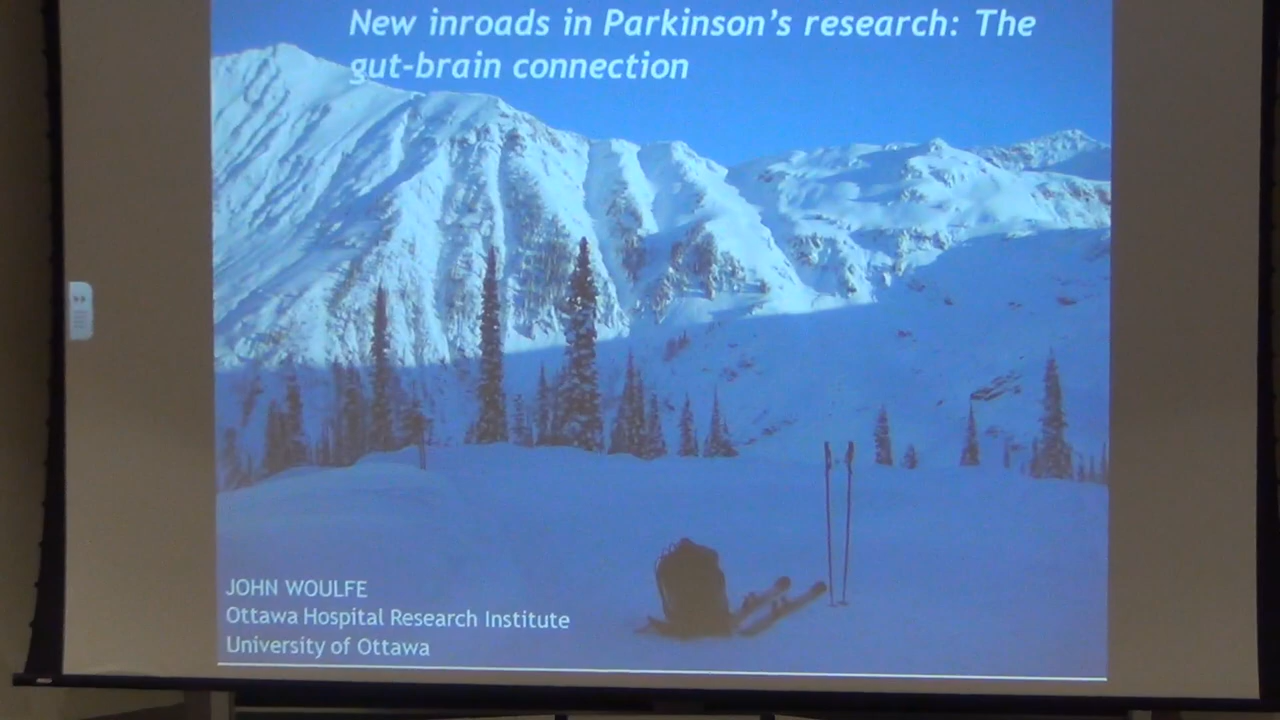 New inroads in Parkinson's research: The
gut-brain connection
JOHN WOULFE
Ottawa Hospital Research Institute
University of Ottawa